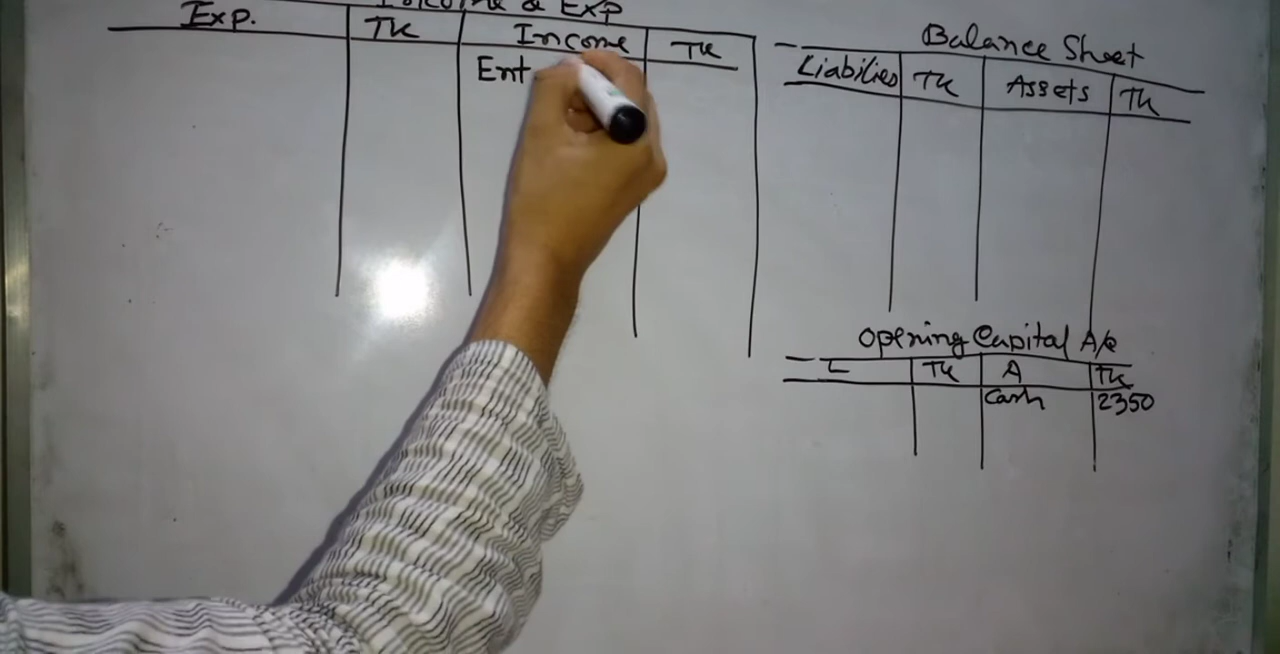 Income & Exp
Exp. TK Income TK
Ent
Balance Sheet
Liabilies TK Assets TK
Opening Capital A/c
L TK A TK
Cash 2350